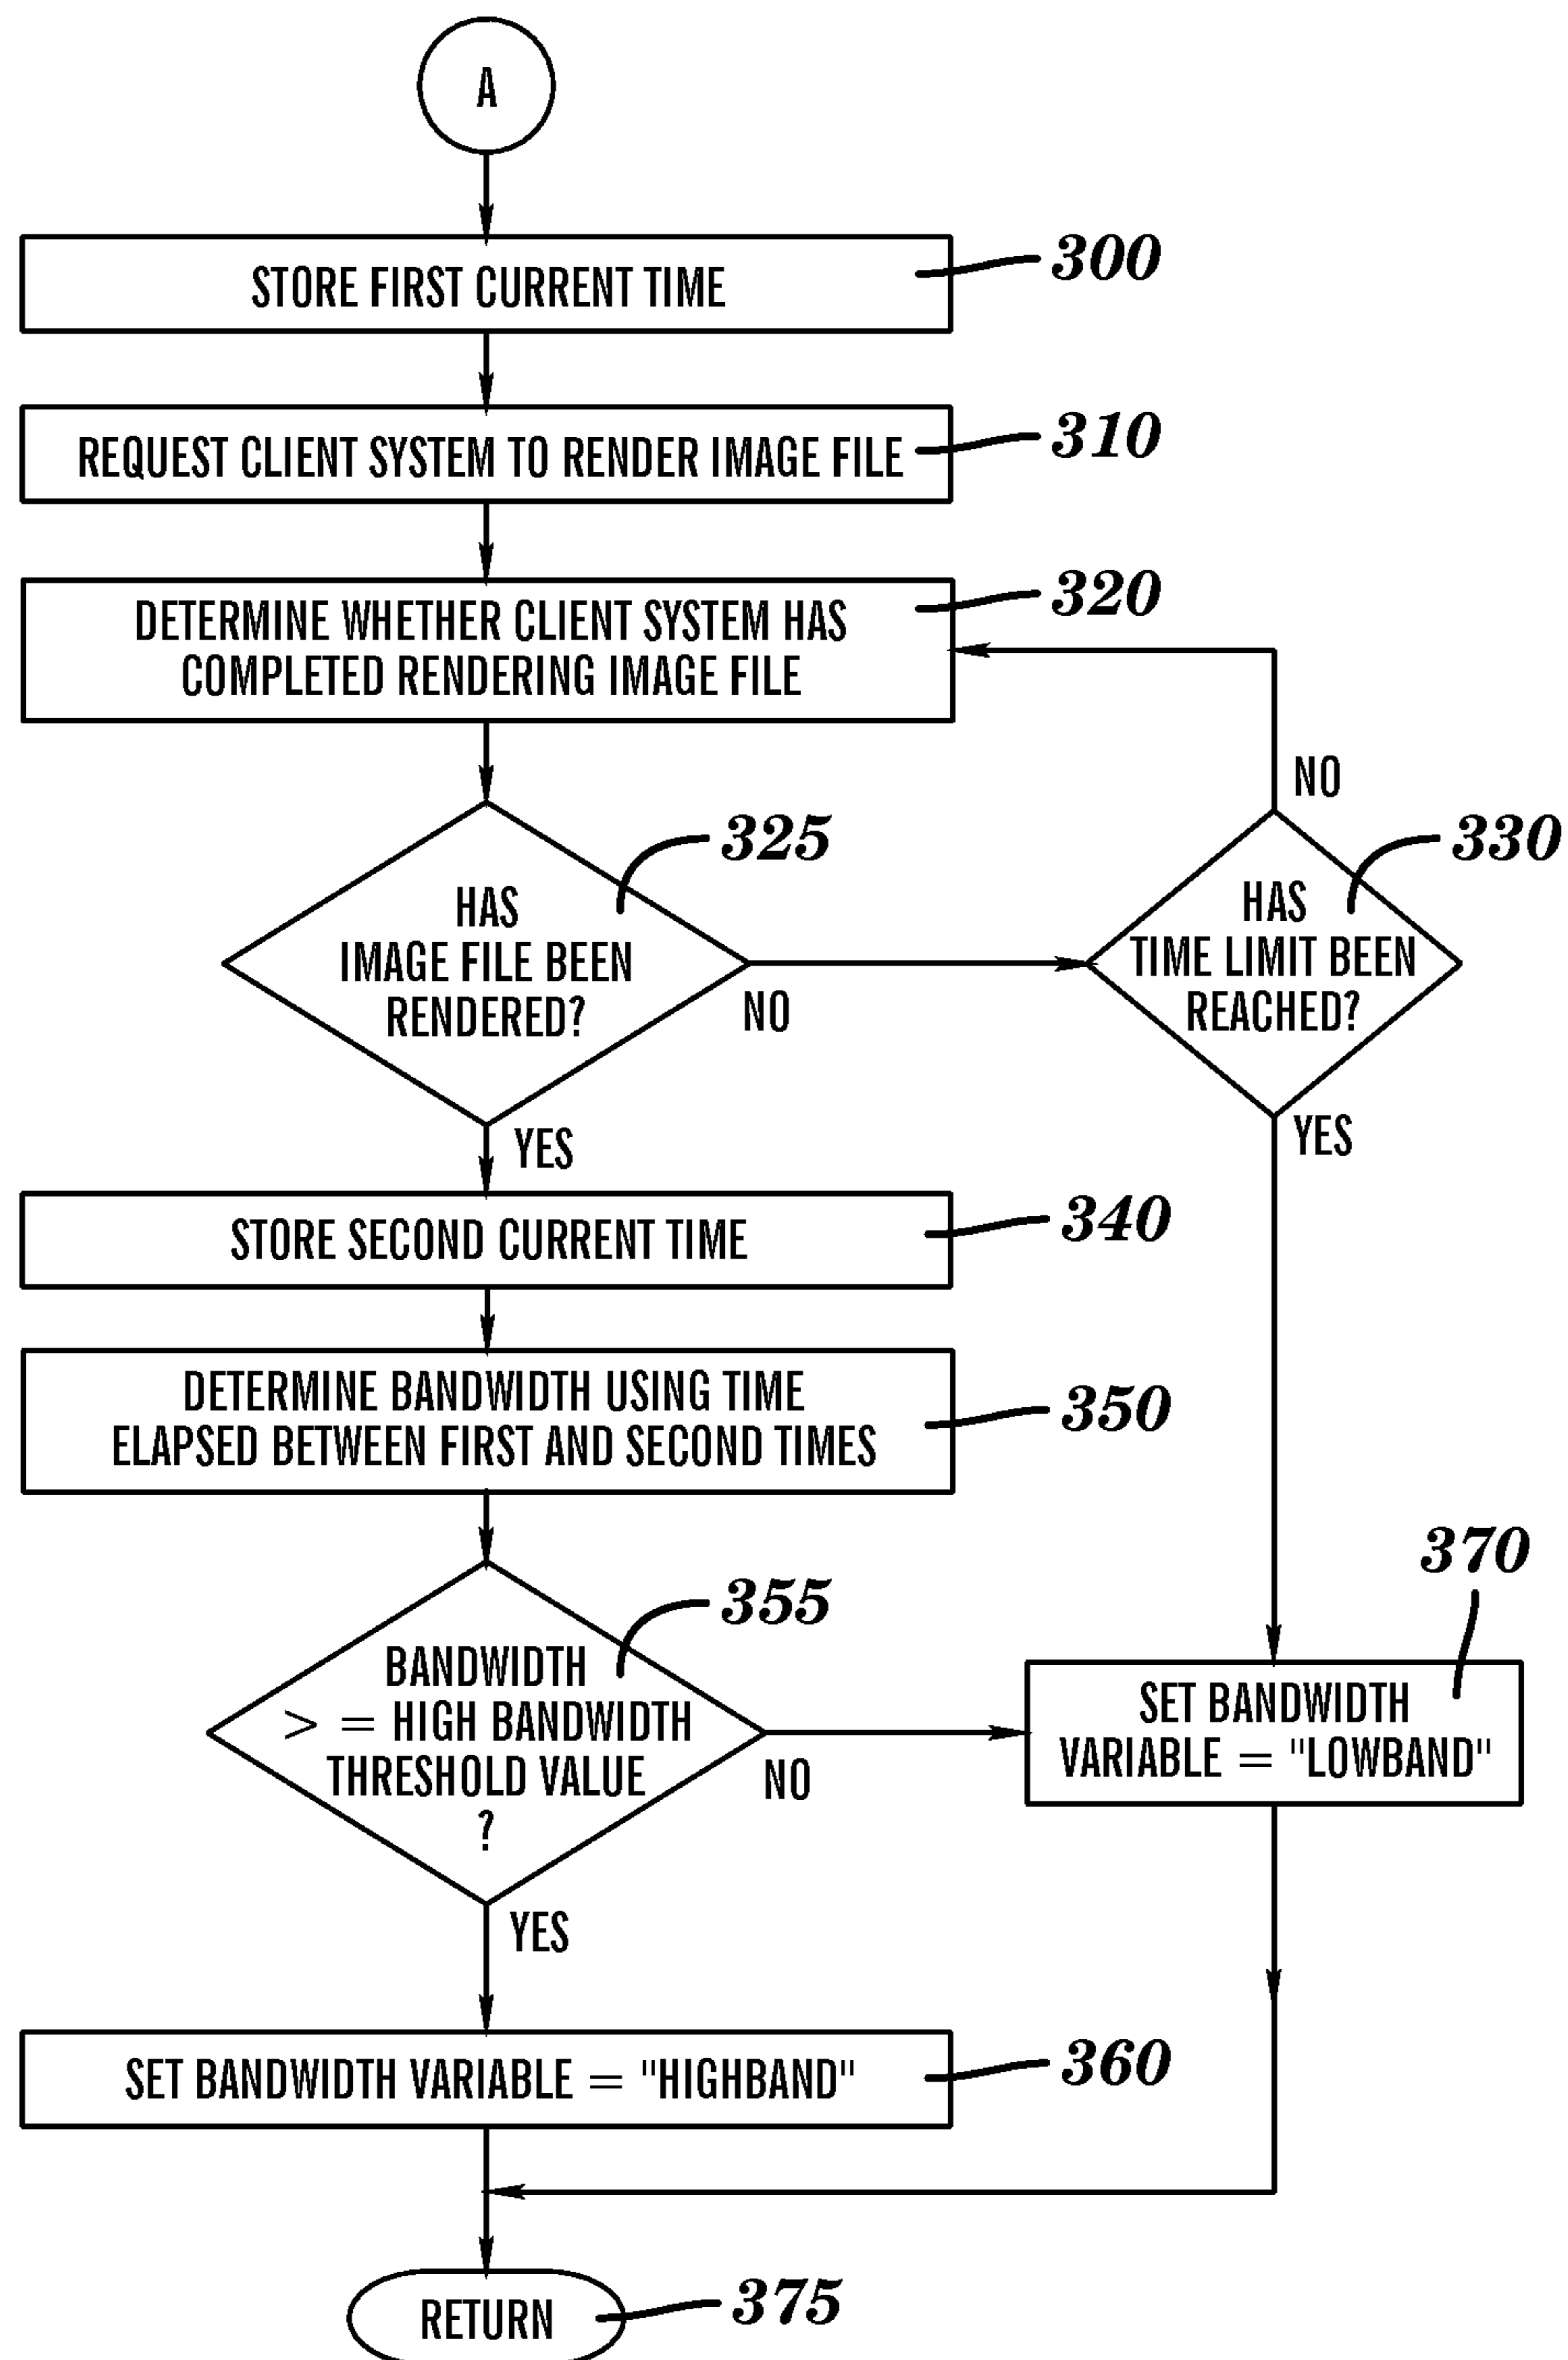 A
STORE FIRST CURRENT TIME
300
REQUEST CLIENT SYSTEM TO RENDER IMAGE FILE
310
DETERMINE WHETHER CLIENT SYSTEM HAS
COMPLETED RENDERING IMAGE FILE
320
NO
325
330
HAS
IMAGE FILE BEEN
RENDERED?
NO
HAS
TIME LIMIT BEEN
REACHED?
YES
YES
STORE SECOND CURRENT TIME
340
DETERMINE BANDWIDTH USING TIME
ELAPSED BETWEEN FIRST AND SECOND TIMES
350
355
370
BANDWIDTH
> = HIGH BANDWIDTH
THRESHOLD VALUE
?
NO
SET BANDWIDTH
VARIABLE = "LOWBAND"
YES
SET BANDWIDTH VARIABLE = "HIGHBAND"
360
RETURN
375